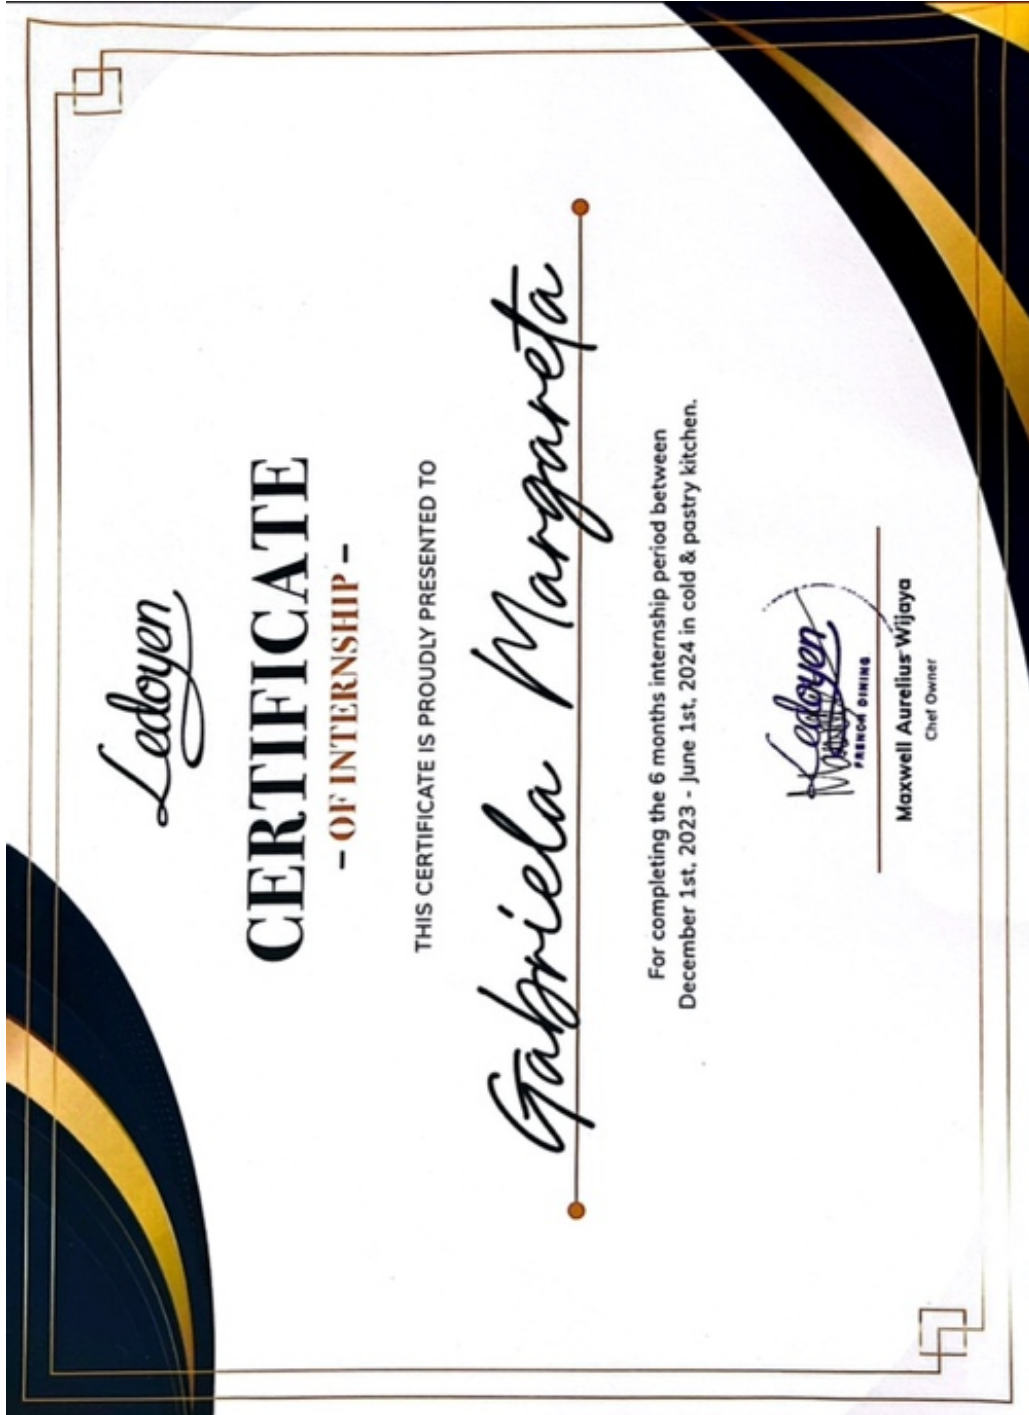 Ledoyen
CERTIFICATE
– OF INTERNSHIP –
THIS CERTIFICATE IS PROUDLY PRESENTED TO
Gabriela Margareta
For completing the 6 months internship period between
December 1st, 2023 - June 1st, 2024 in cold & pastry kitchen.
Ledoyen
FRENCH DINING
Maxwell Aurelius Wijaya
Chef Owner